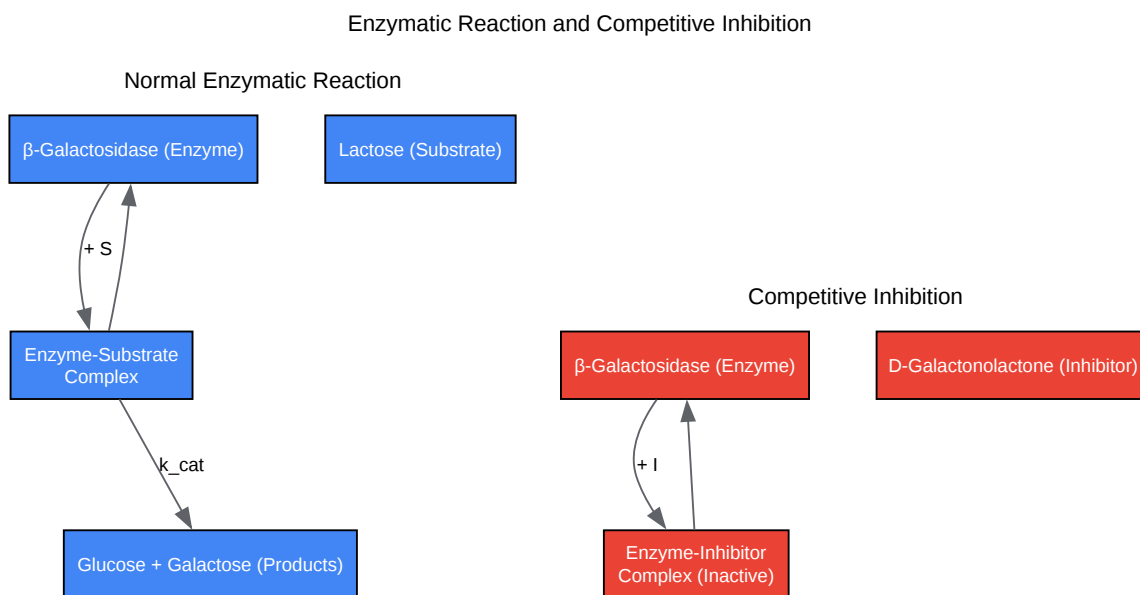 Enzymatic Reaction and Competitive Inhibition
Normal Enzymatic Reaction
β-Galactosidase (Enzyme)
Lactose (Substrate)
+ S
Enzyme-Substrate
Complex
k_cat
Glucose + Galactose (Products)
Competitive Inhibition
β-Galactosidase (Enzyme)
D-Galactonolactone (Inhibitor)
+ I
Enzyme-Inhibitor
Complex (Inactive)